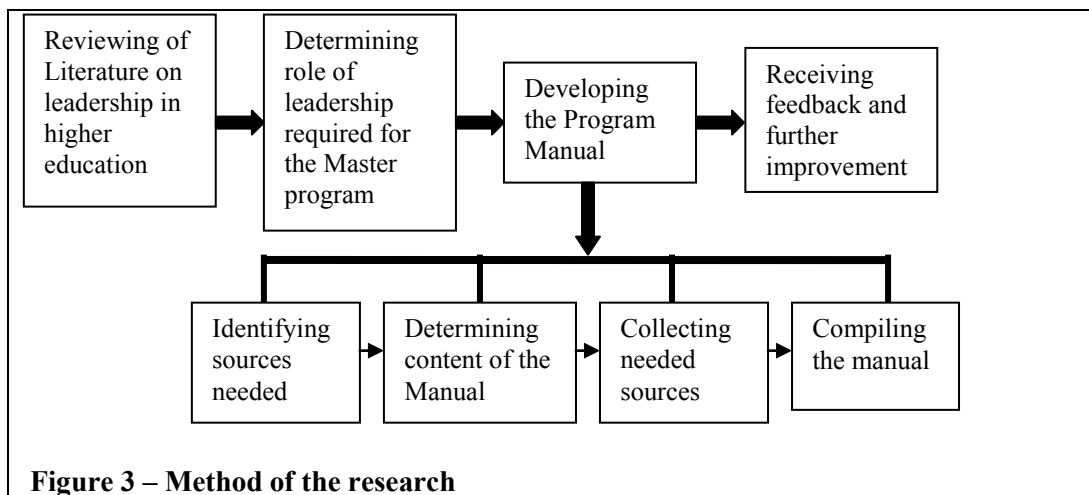 Reviewing of
Literature on
leadership in
higher
education
Determining
role of
leadership
required for
the Master
program
Developing
the Program
Manual
Receiving
feedback and
further
improvement
Identifying
sources
needed
Determining
content of the
Manual
Collecting
needed
sources
Compiling
the manual
Figure 3 – Method of the research